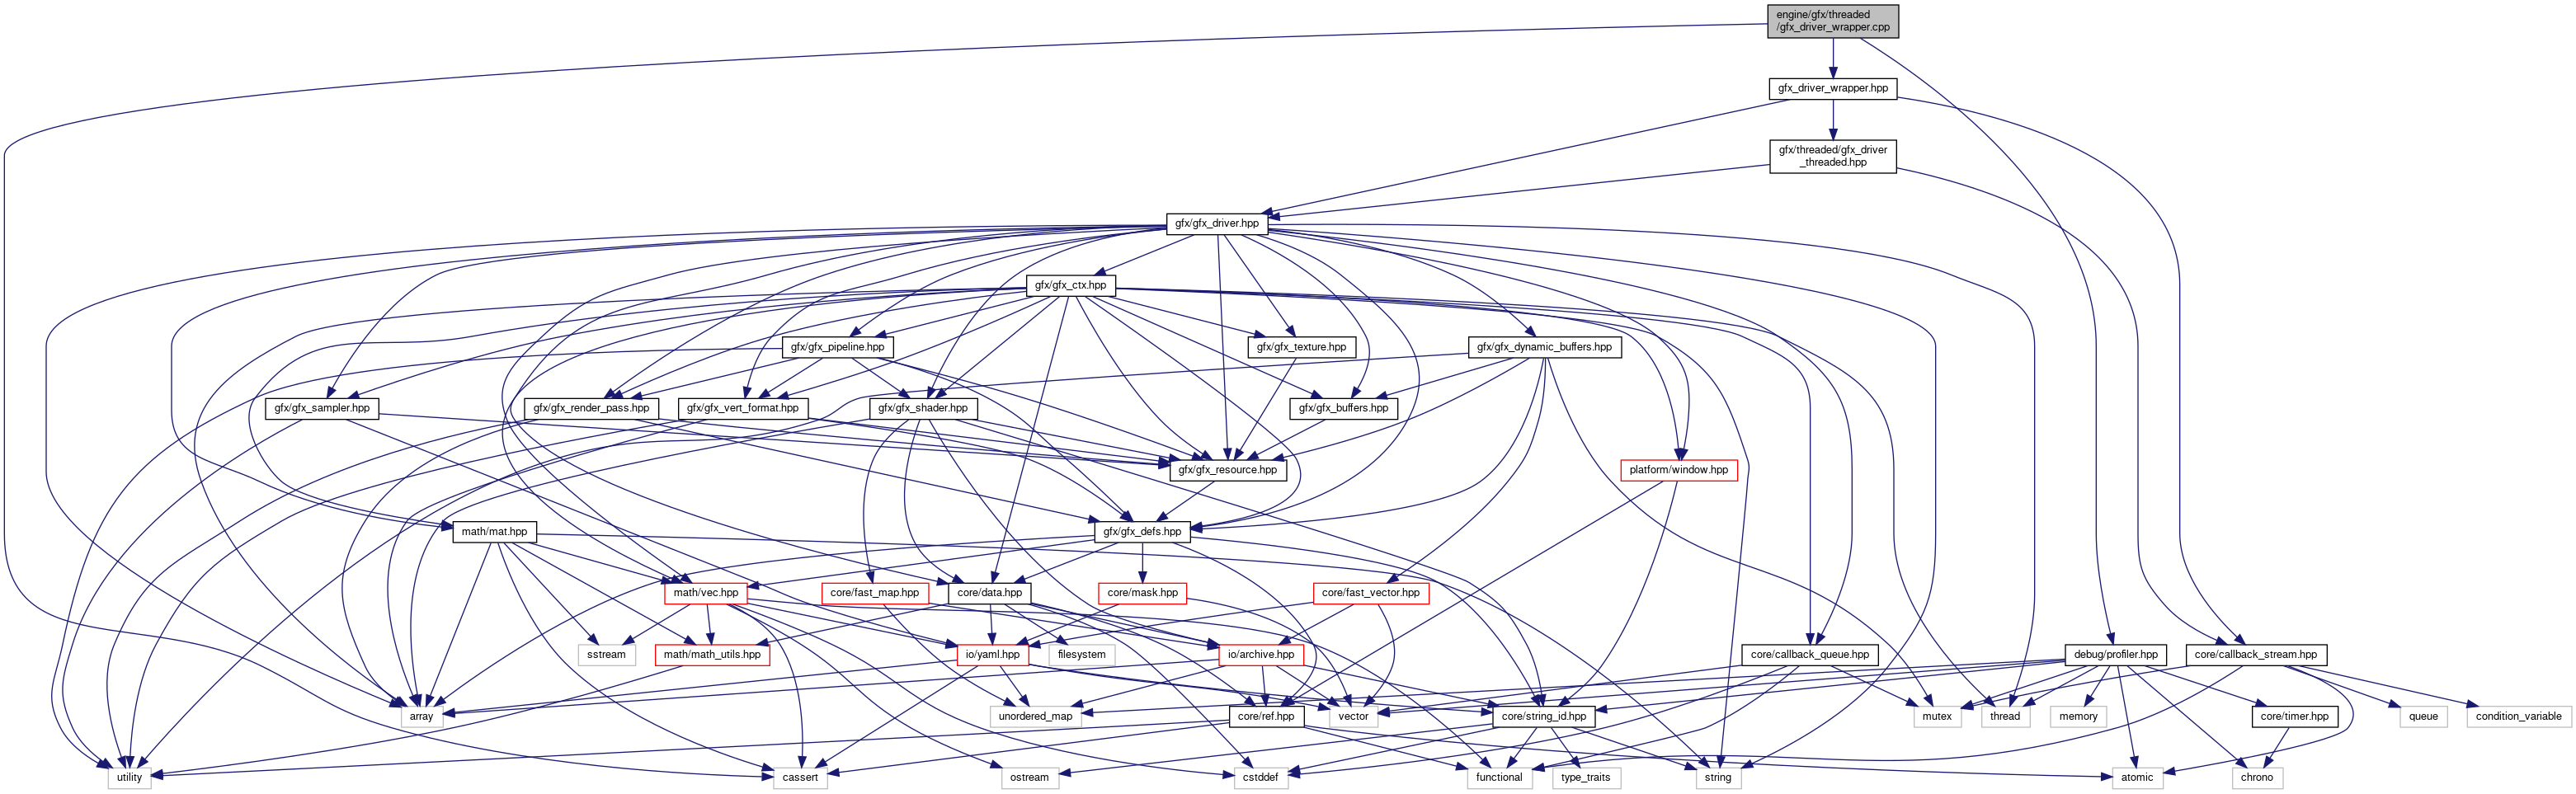 engine/gfx/threaded
/gfx_driver_wrapper.cpp
gfx_driver_wrapper.hpp
gfx/threaded/gfx_driver
_threaded.hpp
gfx/gfx_driver.hpp
gfx/gfx_ctx.hpp
gfx/gfx_pipeline.hpp
gfx/gfx_texture.hpp
gfx/gfx_dynamic_buffers.hpp
gfx/gfx_sampler.hpp
gfx/gfx_render_pass.hpp
gfx/gfx_vert_format.hpp
gfx/gfx_shader.hpp
gfx/gfx_buffers.hpp
gfx/gfx_resource.hpp
platform/window.hpp
math/mat.hpp
gfx/gfx_defs.hpp
math/vec.hpp
core/fast_map.hpp
core/data.hpp
core/mask.hpp
core/fast_vector.hpp
sstream
math/math_utils.hpp
io/yaml.hpp
filesystem
io/archive.hpp
core/callback_queue.hpp
debug/profiler.hpp
core/callback_stream.hpp
array
unordered_map
core/ref.hpp
vector
core/string_id.hpp
mutex
thread
memory
core/timer.hpp
queue
condition_variable
utility
cassert
ostream
cstddef
functional
type_traits
string
atomic
chrono